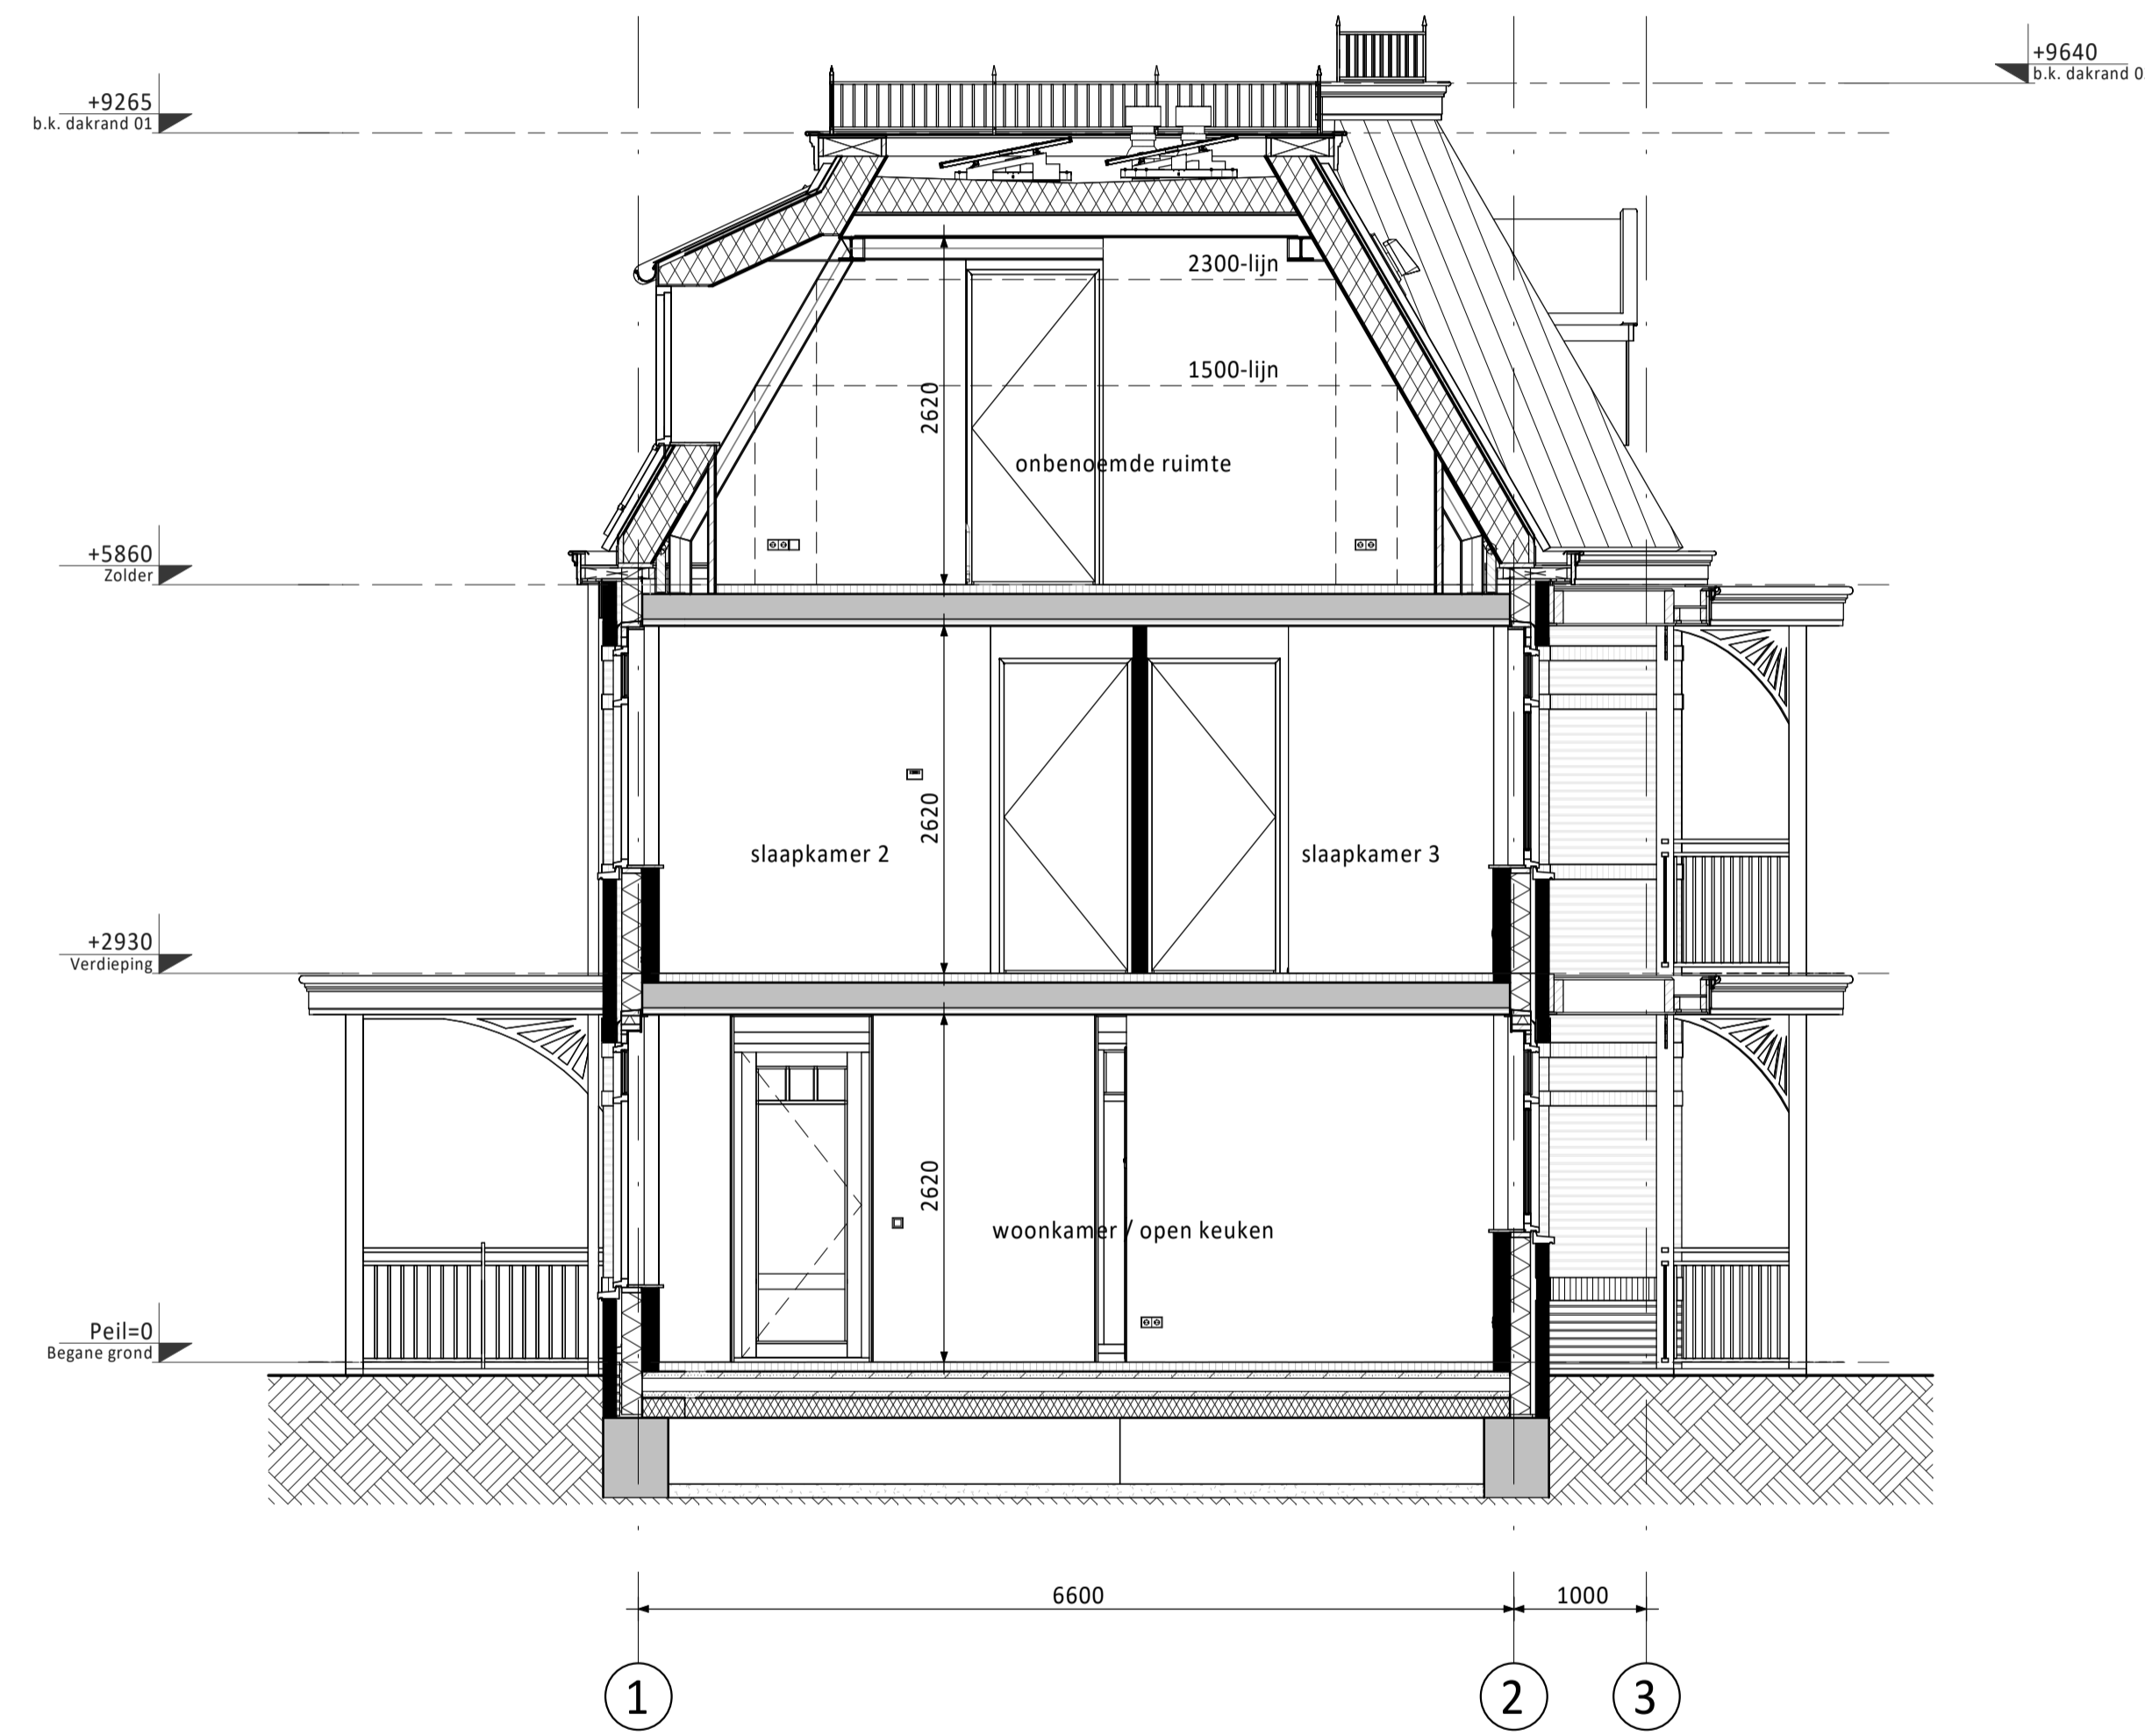 +9640
b.k. dakrand 0
+9265
b.k. dakrand 01
2300-lijn
1500-lijn
2620
onbenoemde ruimte
+5860
Zolder
2620
slaapkamer 2
slaapkamer 3
+2930
Verdieping
2620
woonkamer / open keuken
Peil=0
Begane grond
6600
1000
1
2
3